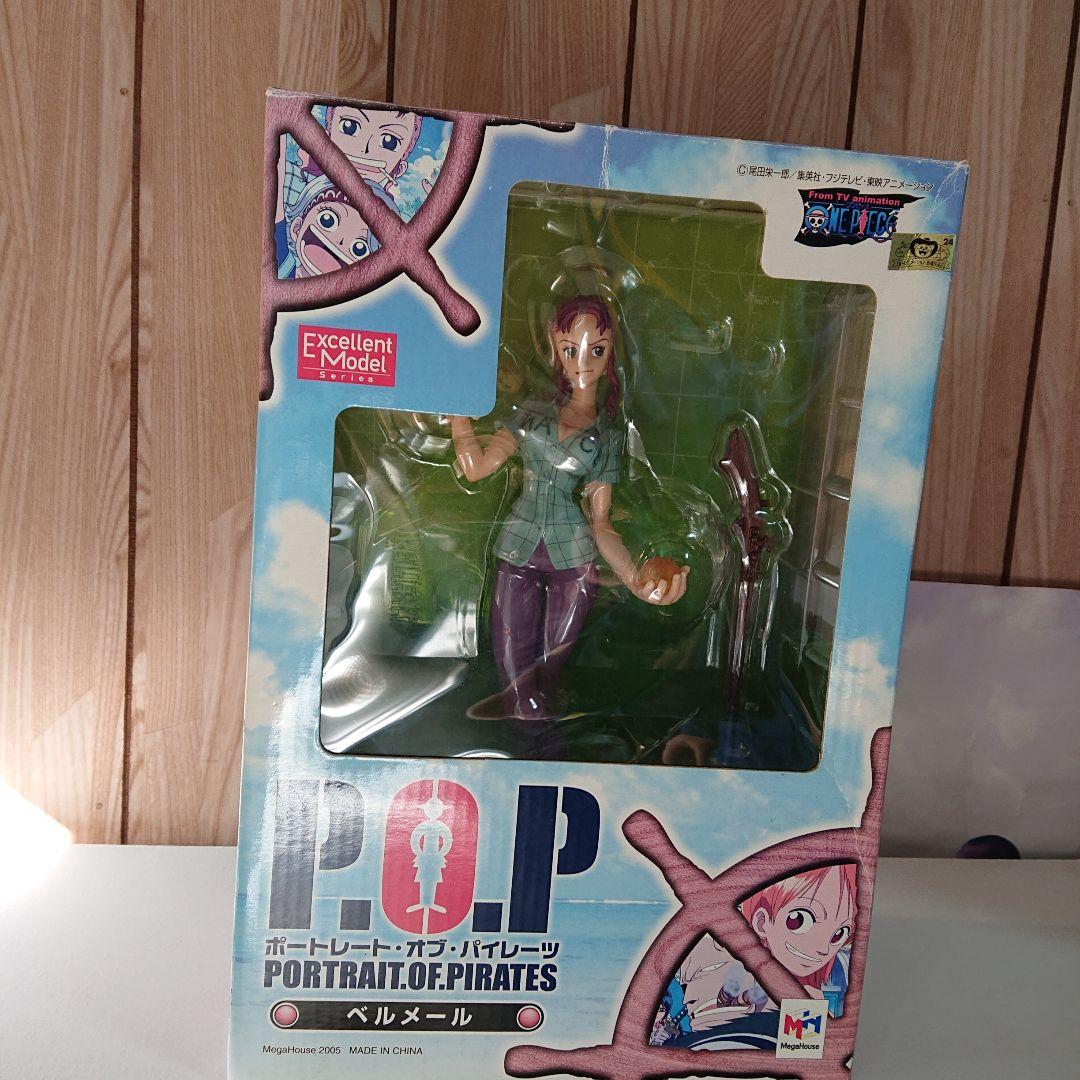 ©尾田栄一郎／集英社・フジテレビ・東映アニメーション
From TV animation
ONE PIECE
24
Excellent
Model
Series
P.O.P
ポートレート・オブ・パイレーツ
PORTRAIT.OF.PIRATES
ベルメール
MegaHouse 2005 MADE IN CHINA
MegaHouse